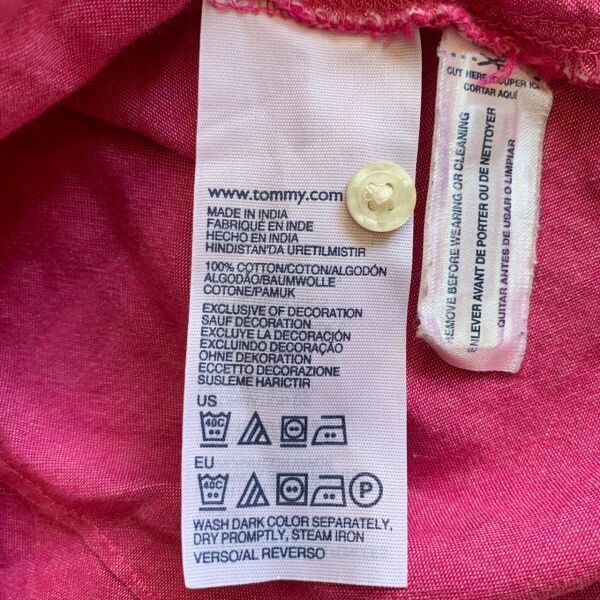 www.tommy.com
MADE IN INDIA
FABRIQUÉ EN INDE
HECHO EN INDIA
HINDISTAN'DA URETILMISTIR
100% COTTON/COTON/ALGODÓN
ALGODÃO/BAUMWOLLE
COTONE/PAMUK
EXCLUSIVE OF DECORATION
SAUF DÉCORATION
EXCLUYE LA DECORACIÓN
EXCLUINDO DECORAÇÃO
OHNE DEKORATION
ECCETTO DECORAZIONE
SUSLEME HARICTIR
US
40C
EU
40C P
WASH DARK COLOR SEPARATELY,
DRY PROMPTLY, STEAM IRON
VERSO/AL REVERSO
CUT HERE/COUPER ICI
CORTAR AQUÍ
REMOVE BEFORE WEARING OR CLEANING
ENLEVER AVANT DE PORTER OU DE NETTOYER
QUITAR ANTES DE USAR O LIMPIAR